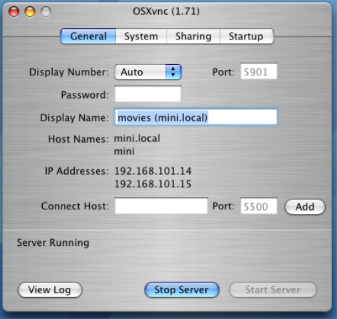 OSXvnc (1.71)
General System Sharing Startup
Display Number: Auto Port: 5901
Password:
Display Name: movies (mini.local)
Host Names: mini.local
mini
IP Addresses: 192.168.101.14
192.168.101.15
Connect Host: Port: 5500 Add
Server Running
View Log Stop Server Start Server